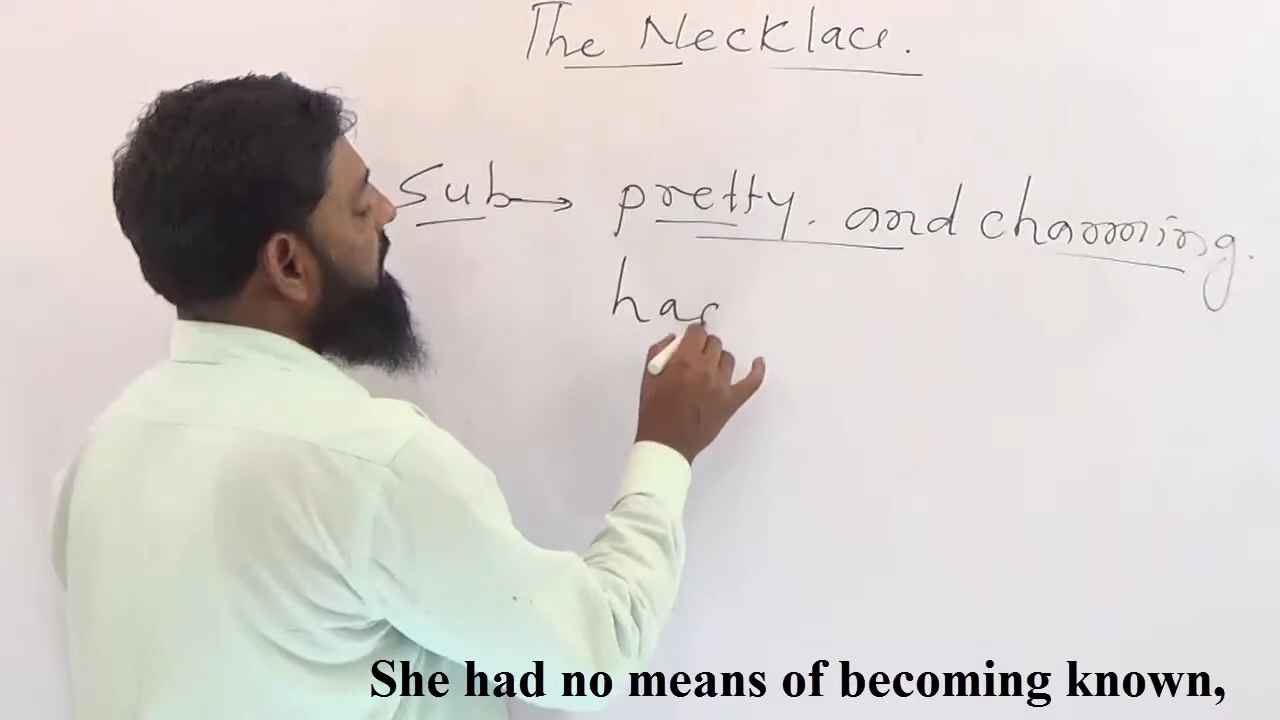 The Necklace.
Sub→ pretty. and charming.
has
She had no means of becoming known,